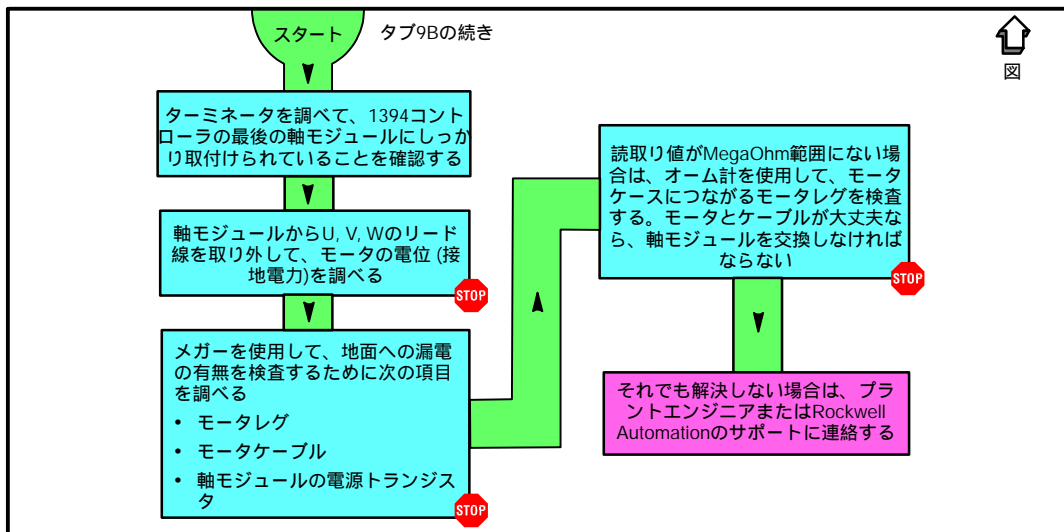 スタート
タブ9Bの続き
図
ターミネータを調べて、1394コント
ローラの最後の軸モジュールにしっか
り取付けられていることを確認する
軸モジュールからU, V, Wのリード
線を取り外して、モータの電位 (接
地電力)を調べる
STOP
メガーを使用して、地面への漏電
の有無を検査するために次の項目
を調べる
• モータレグ
• モータケーブル
• 軸モジュールの電源トランジス
タ
STOP
読取り値がMegaOhm範囲にない場
合は、オーム計を使用して、モータ
ケースにつながるモータレグを検査
する。モータとケーブルが大丈夫な
ら、軸モジュールを交換しなければ
ならない
STOP
それでも解決しない場合は、プラ
ントエンジニアまたはRockwell
Automationのサポートに連絡する